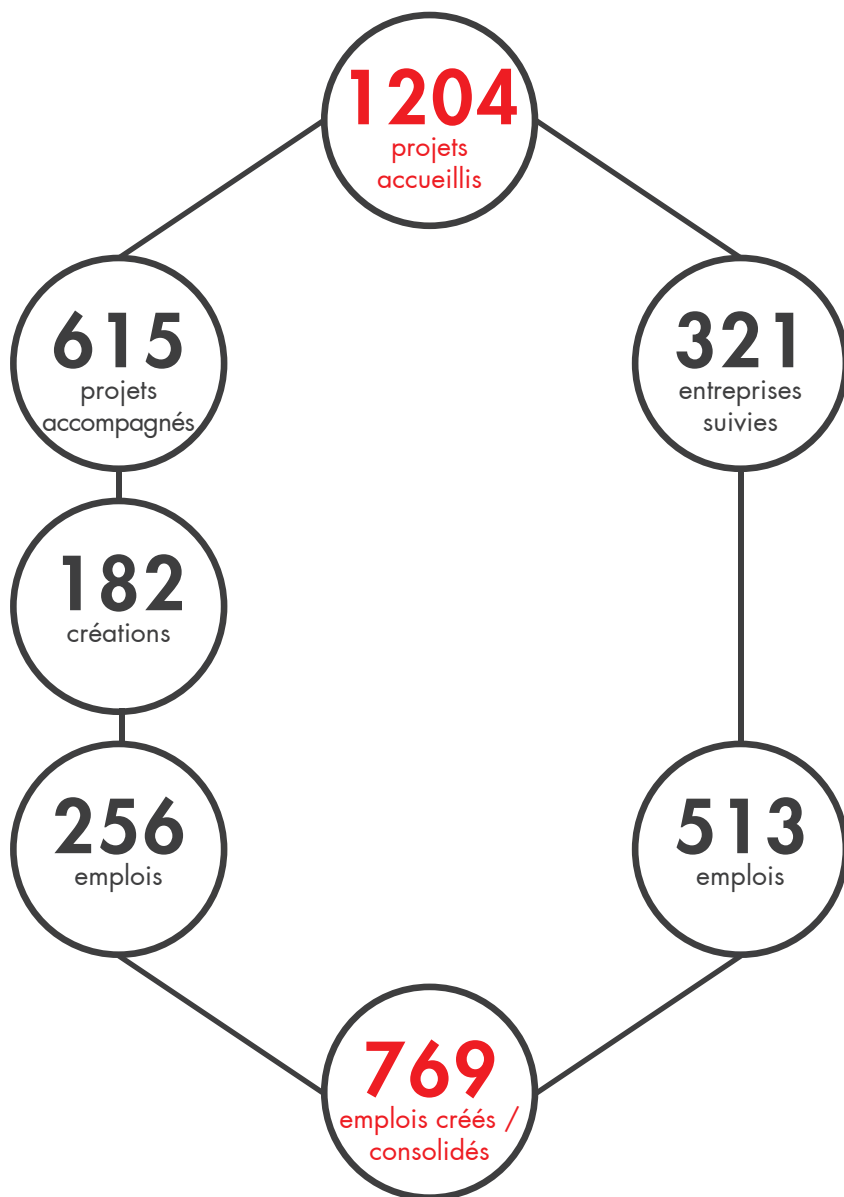 1204
projets
accueillis
615
projets
accompagnés
321
entreprises
suivies
182
créations
256
emplois
513
emplois
769
emplois créés /
consolidés